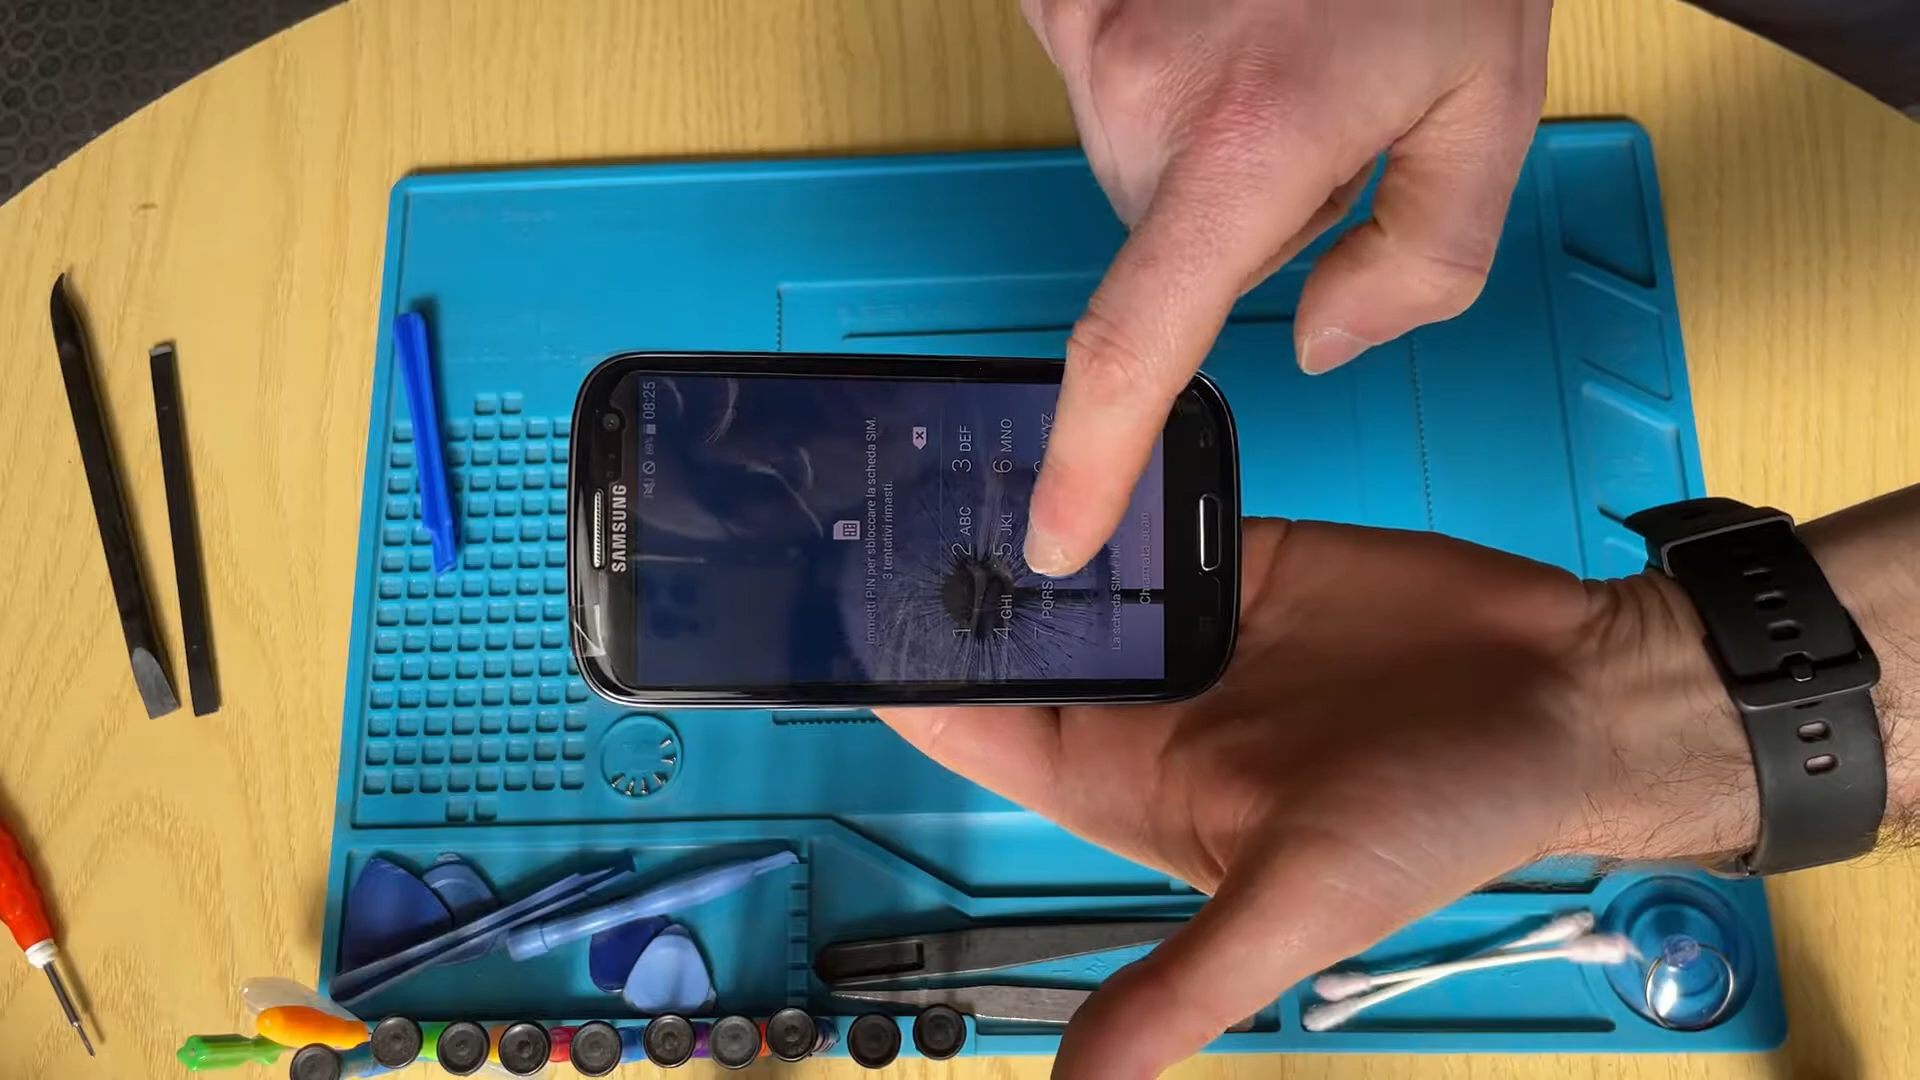 SAMSUNG
69% 08:25
Immetti PIN per sbloccare la scheda SIM.
3 tentativi rimasti.
1 2 ABC 3 DEF
4 GHI 5 JKL 6 MNO
7 PQRS
La scheda SIM è